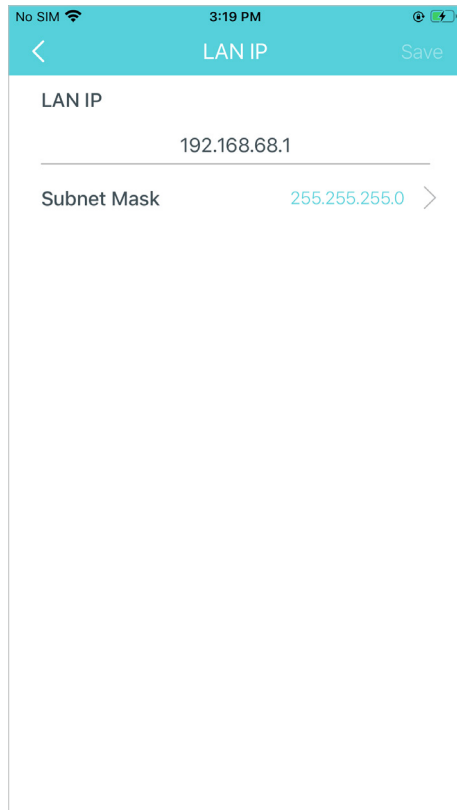 No SIM 3:19 PM
LAN IP Save
LAN IP
192.168.68.1
Subnet Mask 255.255.255.0